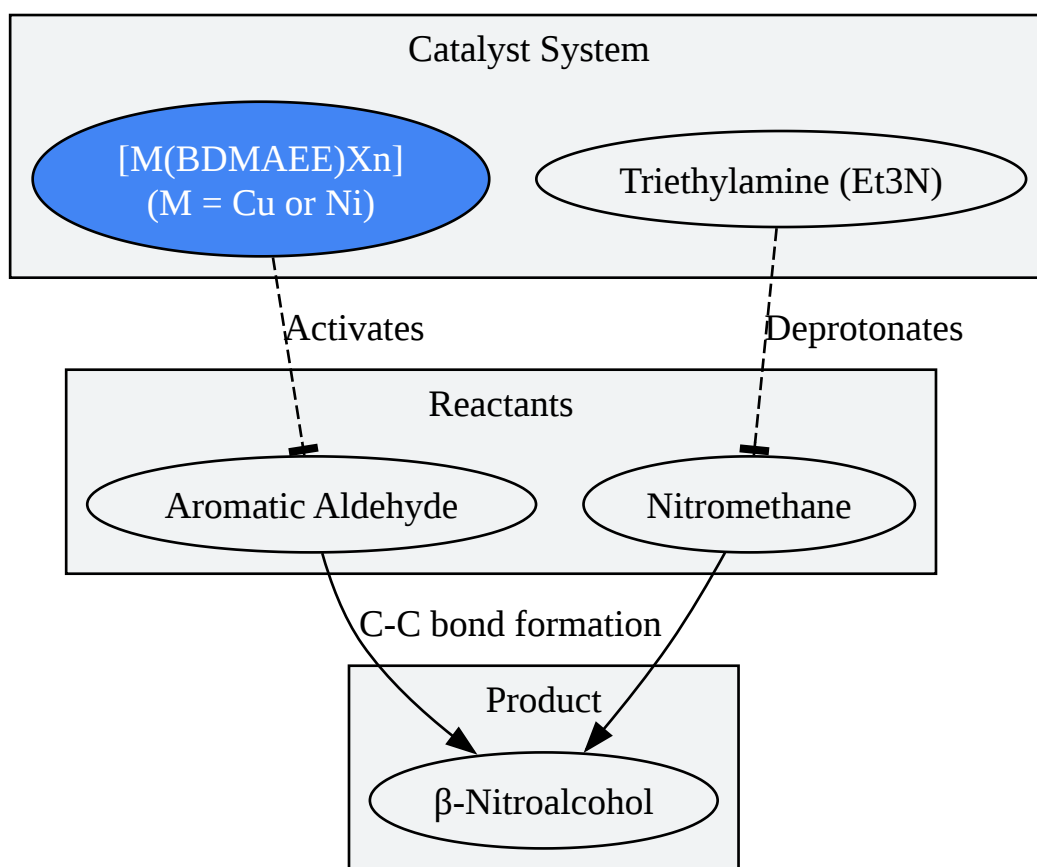 Catalyst System
[M(BDMAEE)Xn]
(M = Cu or Ni)
Triethylamine (Et3N)
Activates
Deprotonates
Reactants
Aromatic Aldehyde
Nitromethane
C-C bond formation
Product
β-Nitroalcohol